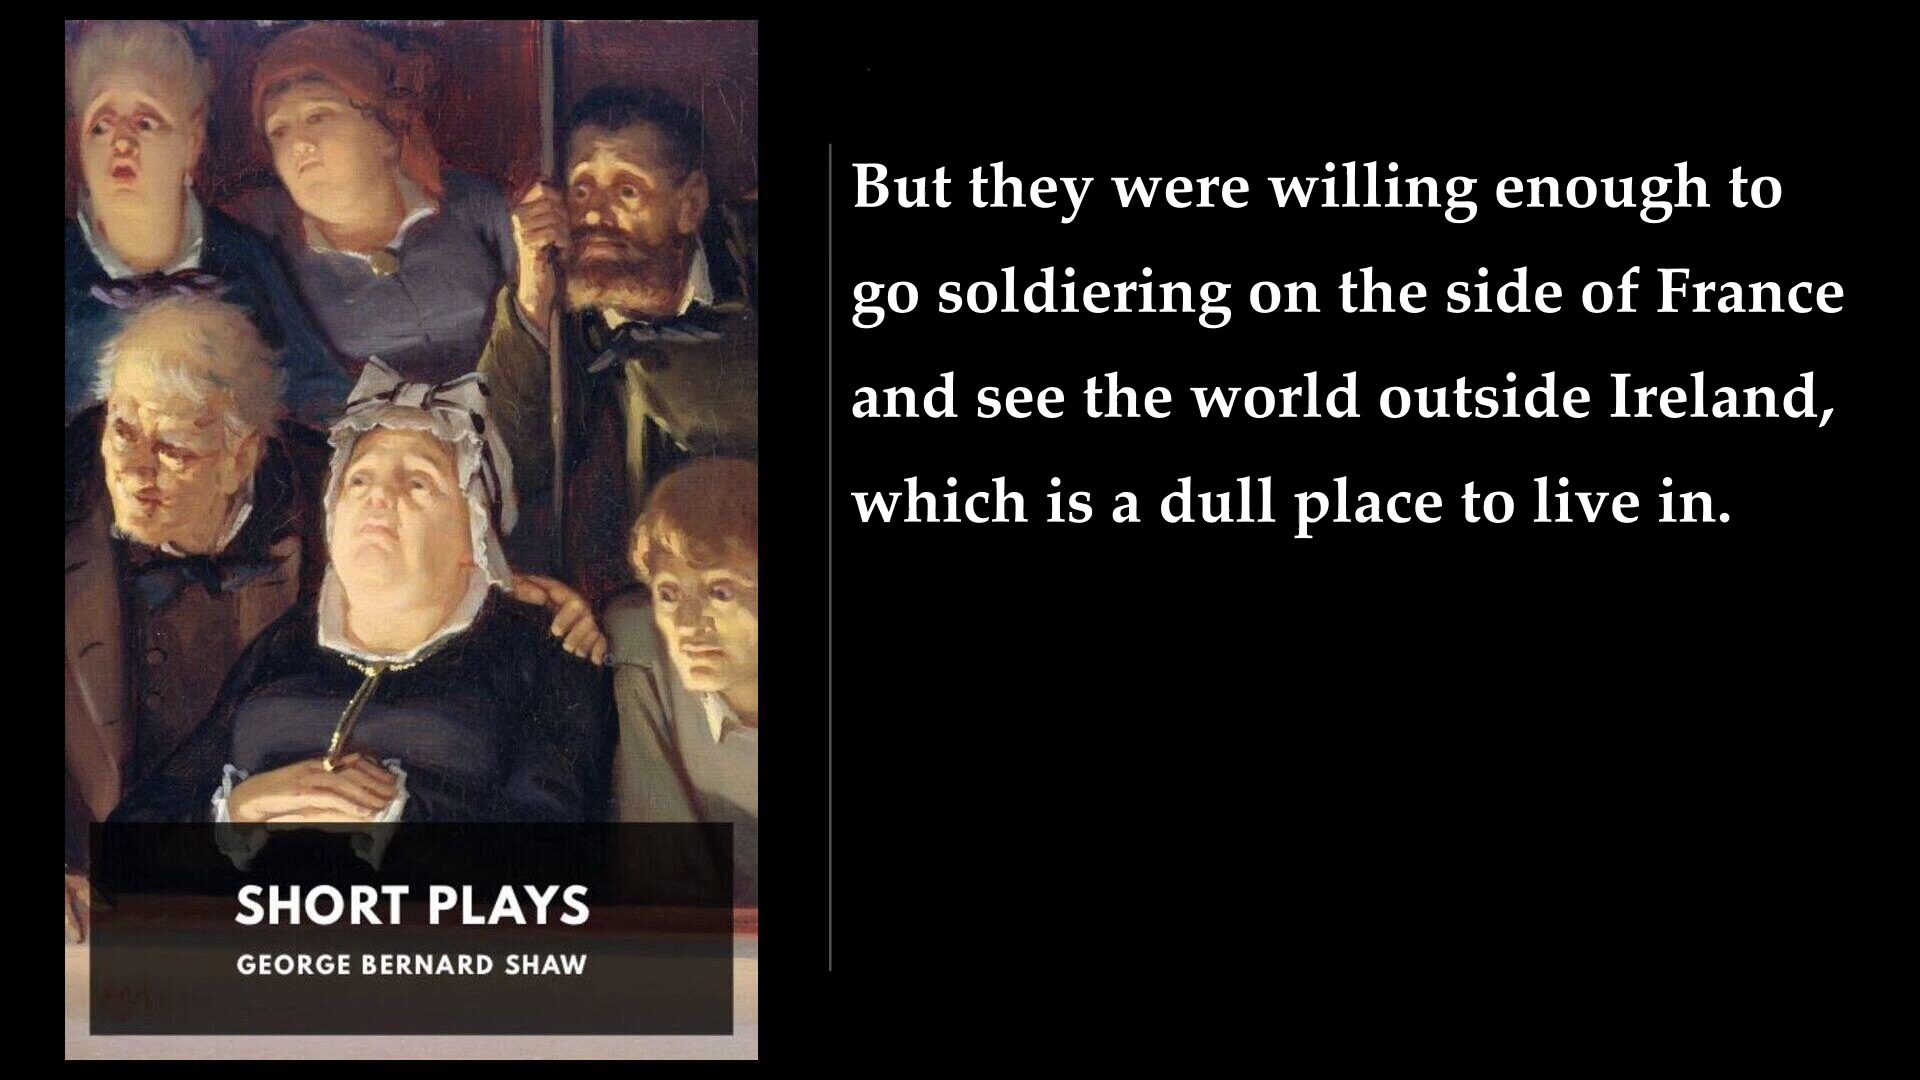 But they were willing enough to
go soldiering on the side of France
and see the world outside Ireland,
which is a dull place to live in.
SHORT PLAYS
GEORGE BERNARD SHAW